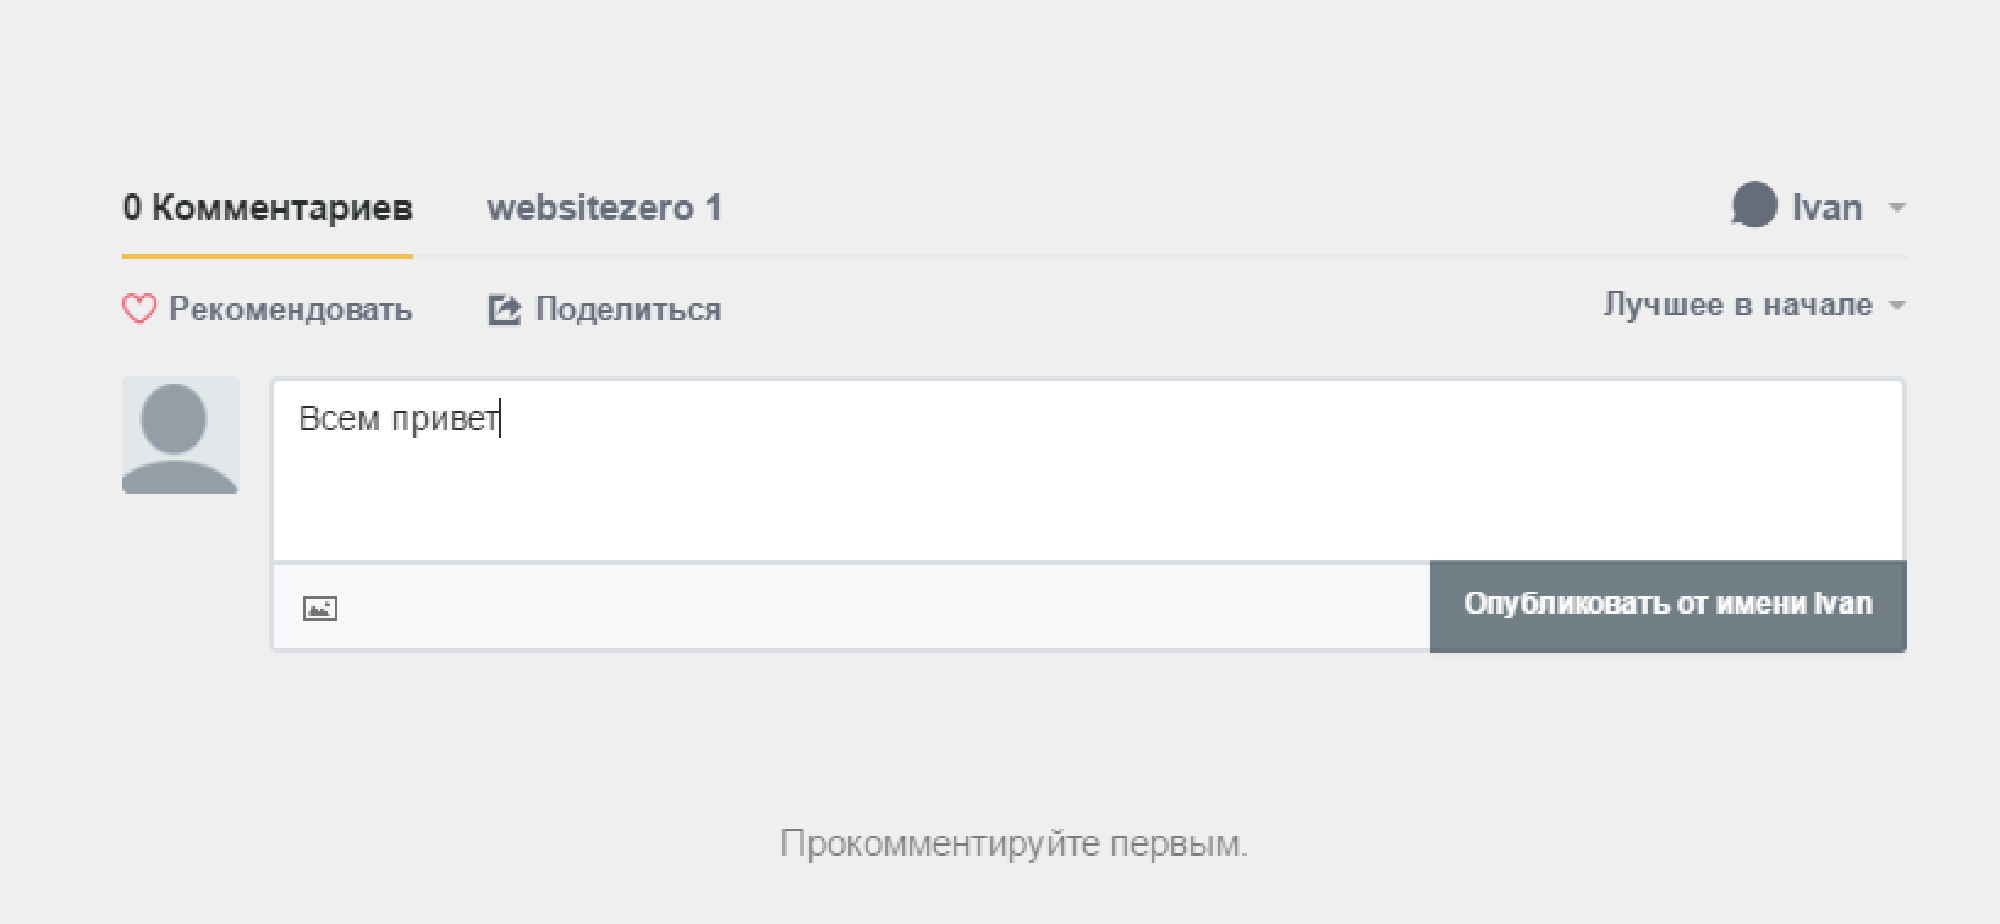 0 Комментариев websitezero 1 Ivan
Рекомендовать Поделиться Лучшее в начале
Всем привет
Опубликовать от имени Ivan
Прокомментируйте первым.